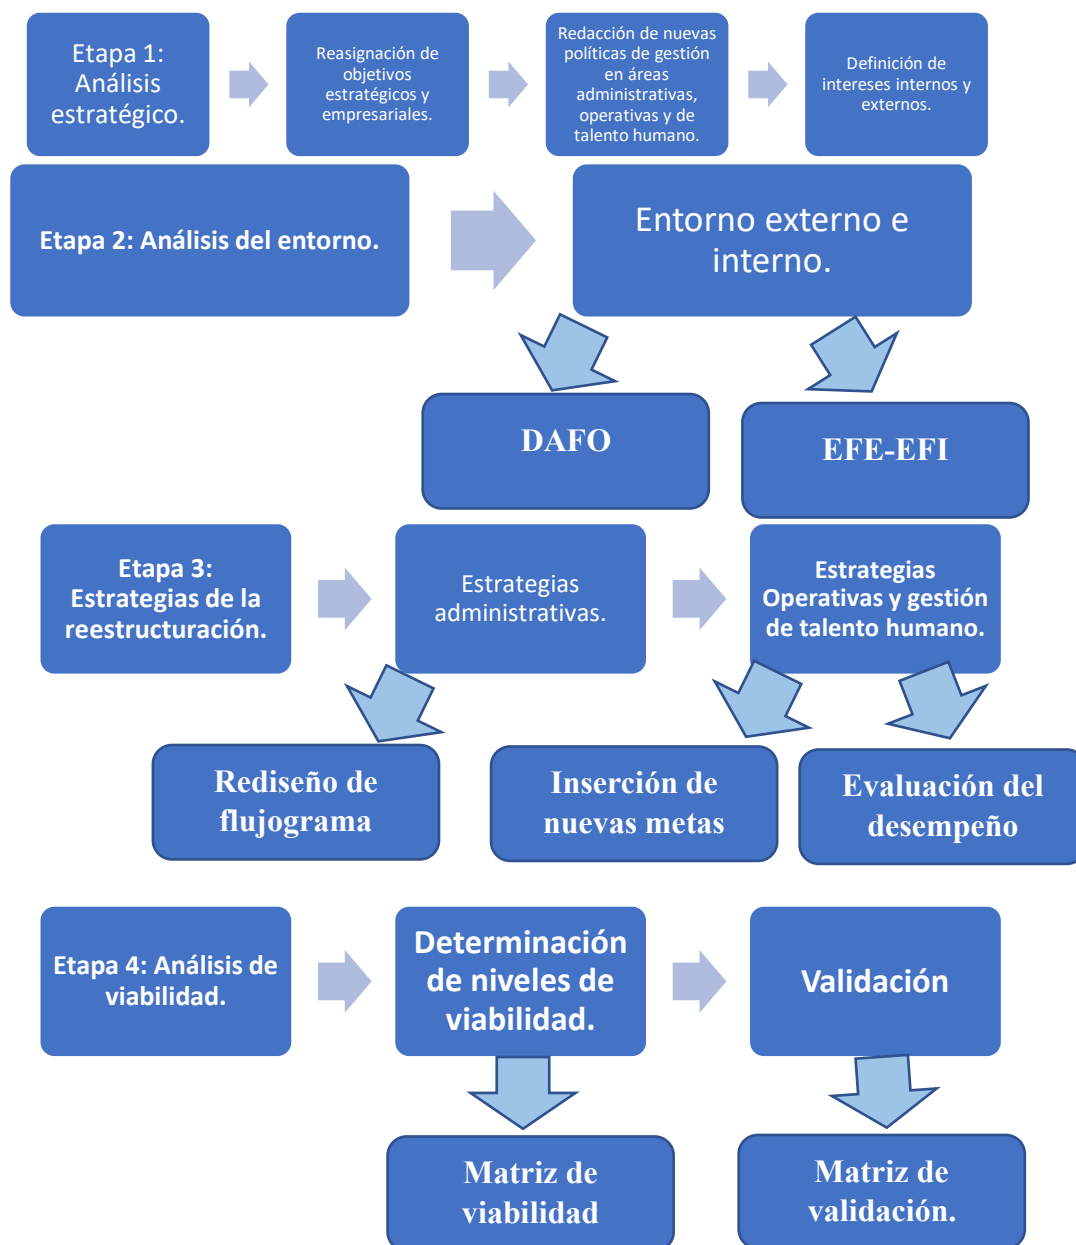 Etapa 1:
Análisis
estratégico.
Reasignación de
objetivos
estratégicos y
empresariales.
Redacción de nuevas
políticas de gestión
en áreas
administrativas,
operativas y de
talento humano.
Definición de
intereses internos y
externos.
Etapa 2: Análisis del entorno.
Entorno externo e
interno.
DAFO
EFE-EFI
Etapa 3:
Estrategias de la
reestructuración.
Estrategias
administrativas.
Estrategias
Operativas y gestión
de talento humano.
Rediseño de
flujograma
Inserción de
nuevas metas
Evaluación del
desempeño
Etapa 4: Análisis de
viabilidad.
Determinación
de niveles de
viabilidad.
Validación
Matriz de
viabilidad
Matriz de
validación.